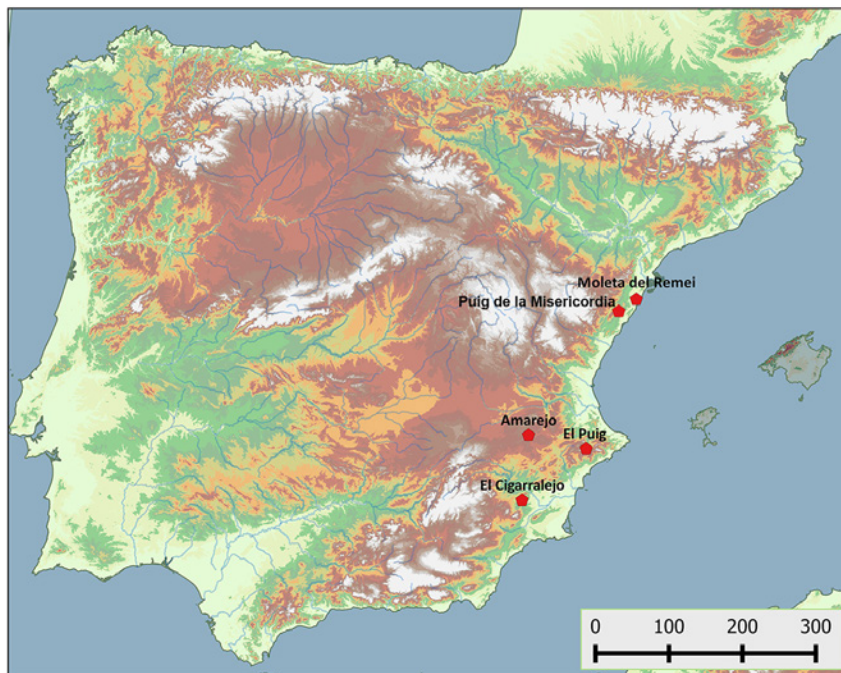 Moleta del Remei
Puig de la Misericordia
Amarejo
El Puig
El Cigarralejo
0 100 200 300